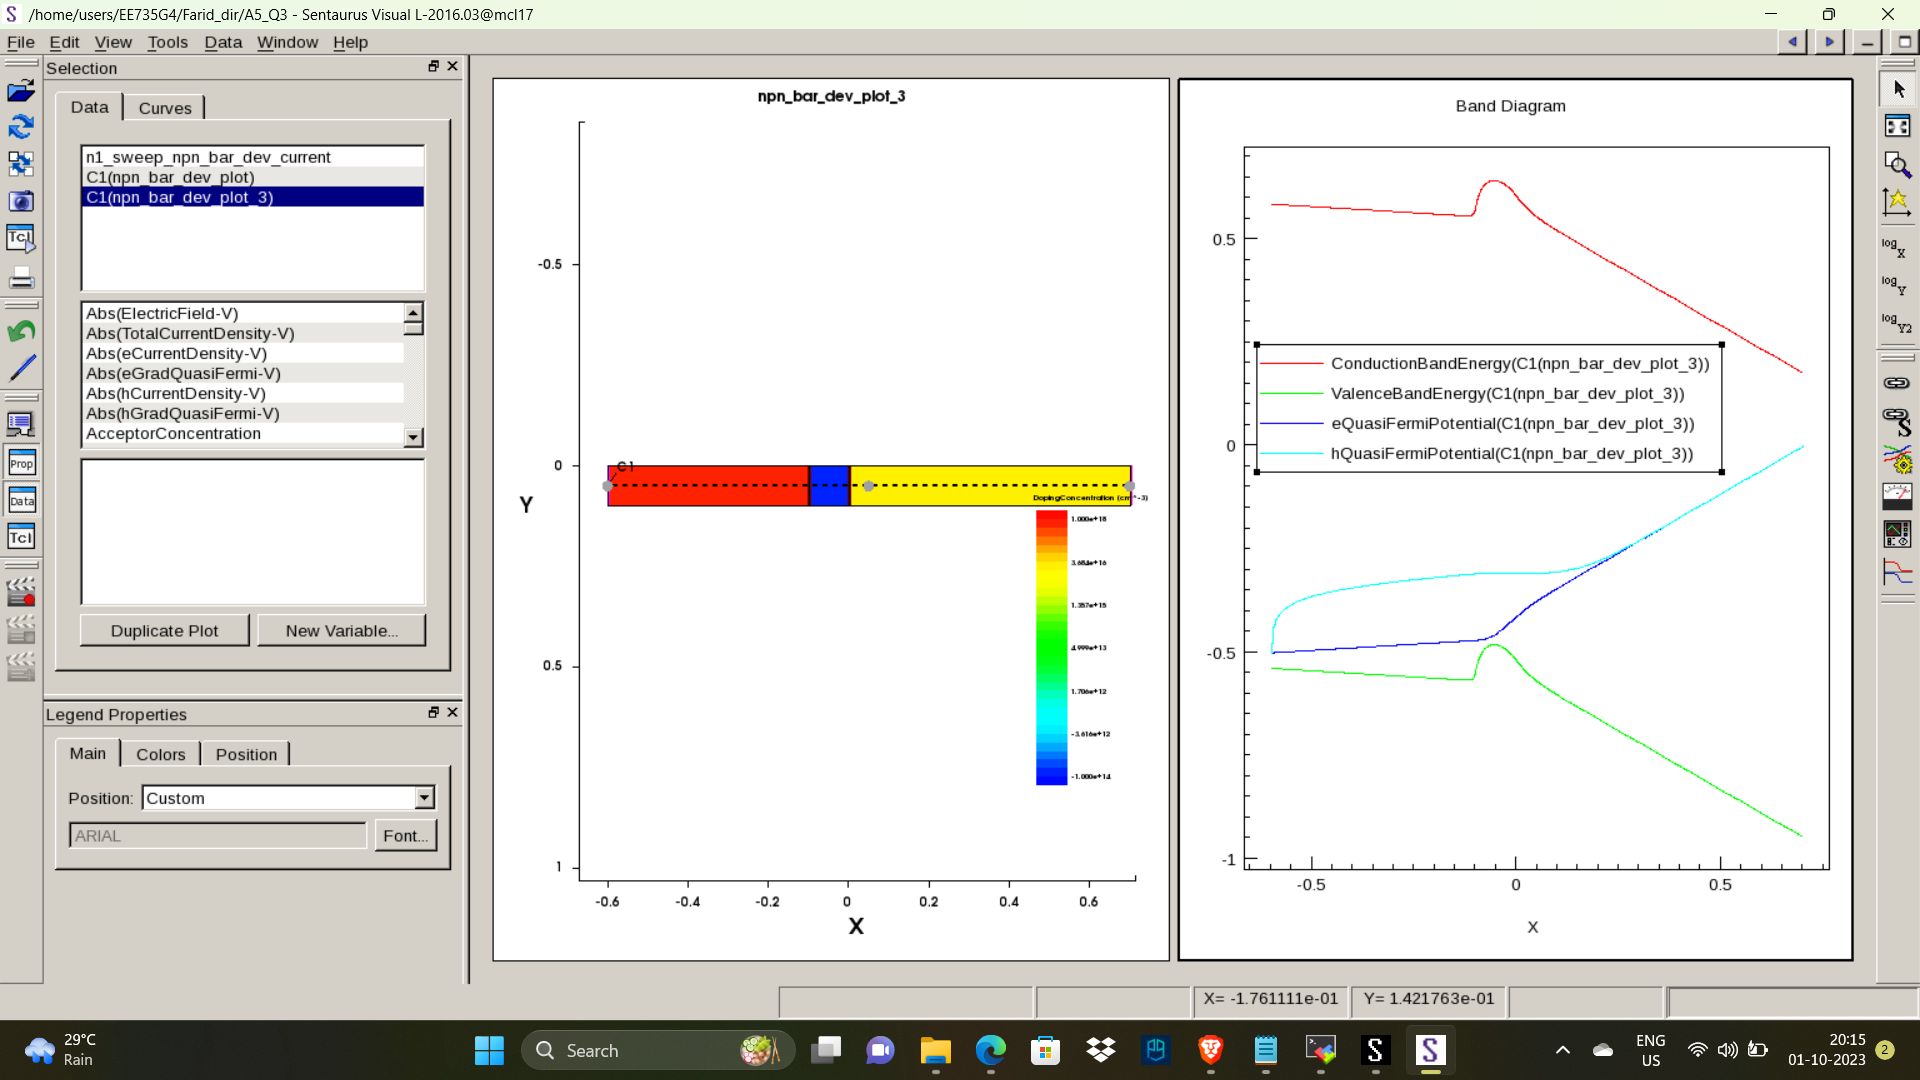 /home/users/EE735G4/Farid_dir/A5_Q3 - Sentaurus Visual L-2016.03@mcl17
File Edit View Tools Data Window Help
Selection
Data Curves
n1_sweep_npn_bar_dev_current
C1(npn_bar_dev_plot)
C1(npn_bar_dev_plot_3)
Abs(ElectricField-V)
Abs(TotalCurrentDensity-V)
Abs(eCurrentDensity-V)
Abs(eGradQuasiFermi-V)
Abs(hCurrentDensity-V)
Abs(hGradQuasiFermi-V)
AcceptorConcentration
Duplicate Plot New Variable...
Legend Properties
Main Colors Position
Position: Custom
ARIAL Font...
Tcl
Prop
Data
Tcl
npn_bar_dev_plot_3
-0.5
0
0.5
1
Y
C1
DopingConcentration (cm^-3)
1.000e+18
3.684e+16
1.357e+15
4.999e+13
1.706e+12
-3.616e+12
-1.000e+14
-0.6 -0.4 -0.2 0 0.2 0.4 0.6
X
Band Diagram
0.5
0
-0.5
-1
ConductionBandEnergy(C1(npn_bar_dev_plot_3))
ValenceBandEnergy(C1(npn_bar_dev_plot_3))
eQuasiFermiPotential(C1(npn_bar_dev_plot_3))
hQuasiFermiPotential(C1(npn_bar_dev_plot_3))
-0.5 0 0.5
X
log X
log Y
log Y2
X= -1.761111e-01 Y= 1.421763e-01
29°C
Rain
Search
ENG
US
20:15
01-10-2023
2